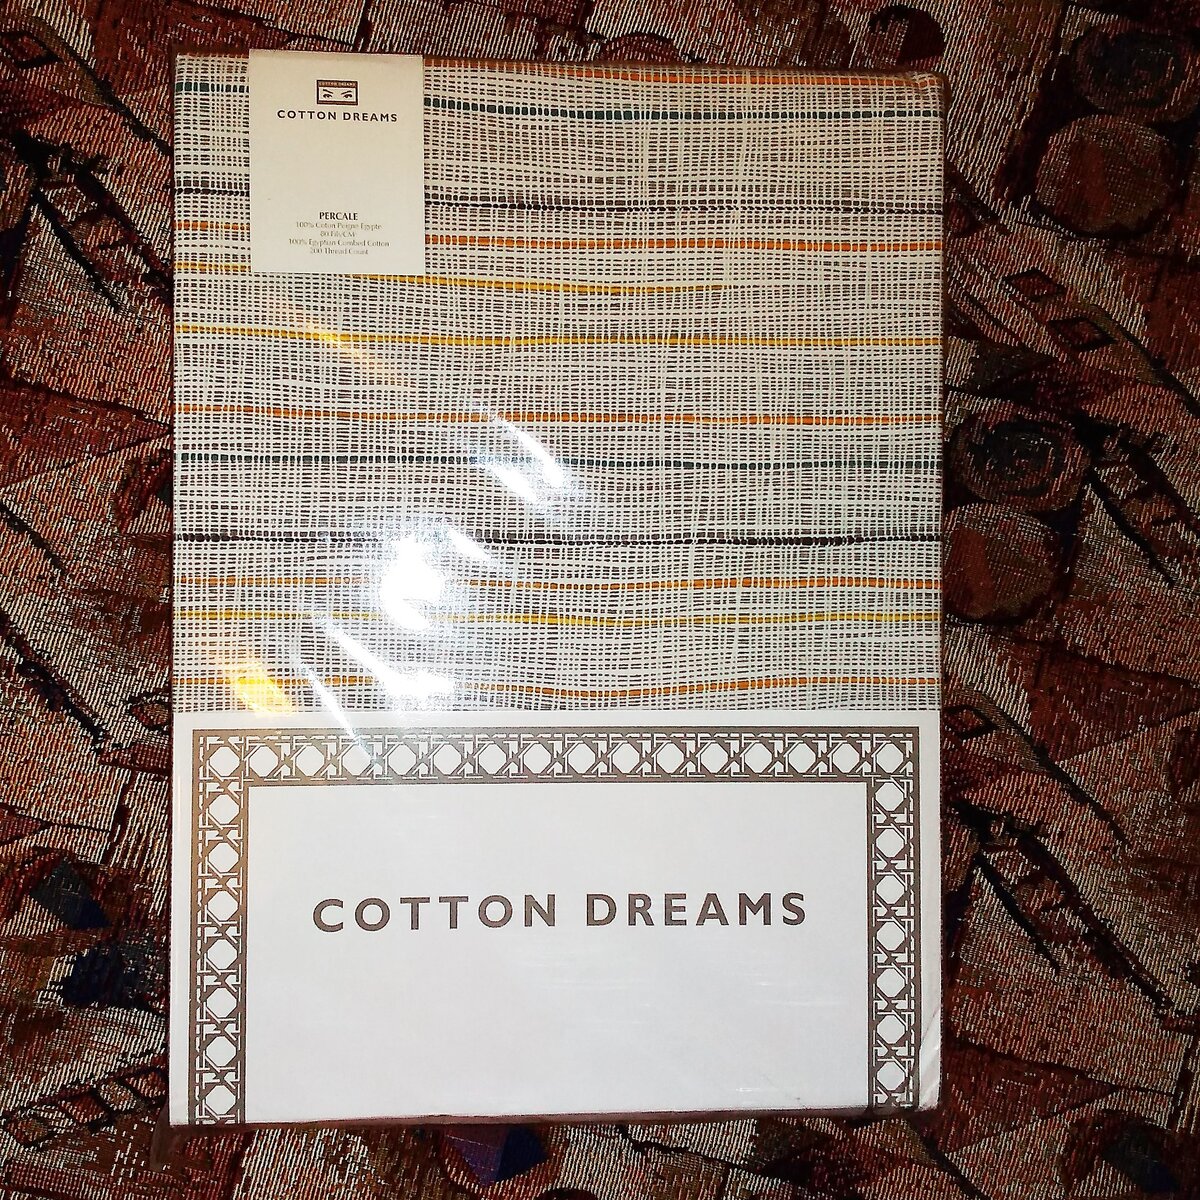 COTTON DREAMS
COTTON DREAMS
PERCALE
100% Coton Peigné Egypte
80 Fils/CM²
100% Egyptian Combed Cotton
200 Thread Count
COTTON DREAMS